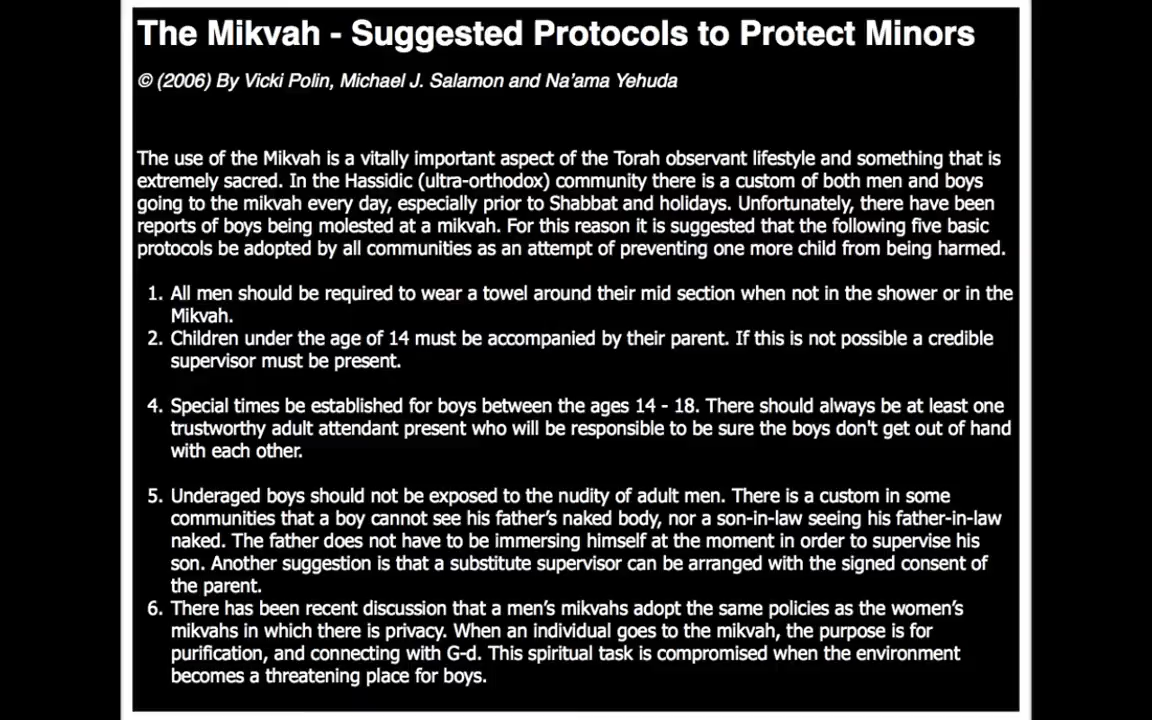 The Mikvah - Suggested Protocols to Protect Minors
© (2006) By Vicki Polin, Michael J. Salamon and Na’ama Yehuda
The use of the Mikvah is a vitally important aspect of the Torah observant lifestyle and something that is
extremely sacred. In the Hassidic (ultra-orthodox) community there is a custom of both men and boys
going to the mikvah every day, especially prior to Shabbat and holidays. Unfortunately, there have been
reports of boys being molested at a mikvah. For this reason it is suggested that the following five basic
protocols be adopted by all communities as an attempt of preventing one more child from being harmed.
1. All men should be required to wear a towel around their mid section when not in the shower or in the
Mikvah.
2. Children under the age of 14 must be accompanied by their parent. If this is not possible a credible
supervisor must be present.
4. Special times be established for boys between the ages 14 - 18. There should always be at least one
trustworthy adult attendant present who will be responsible to be sure the boys don't get out of hand
with each other.
5. Underaged boys should not be exposed to the nudity of adult men. There is a custom in some
communities that a boy cannot see his father’s naked body, nor a son-in-law seeing his father-in-law
naked. The father does not have to be immersing himself at the moment in order to supervise his
son. Another suggestion is that a substitute supervisor can be arranged with the signed consent of
the parent.
6. There has been recent discussion that a men’s mikvahs adopt the same policies as the women’s
mikvahs in which there is privacy. When an individual goes to the mikvah, the purpose is for
purification, and connecting with G-d. This spiritual task is compromised when the environment
becomes a threatening place for boys.